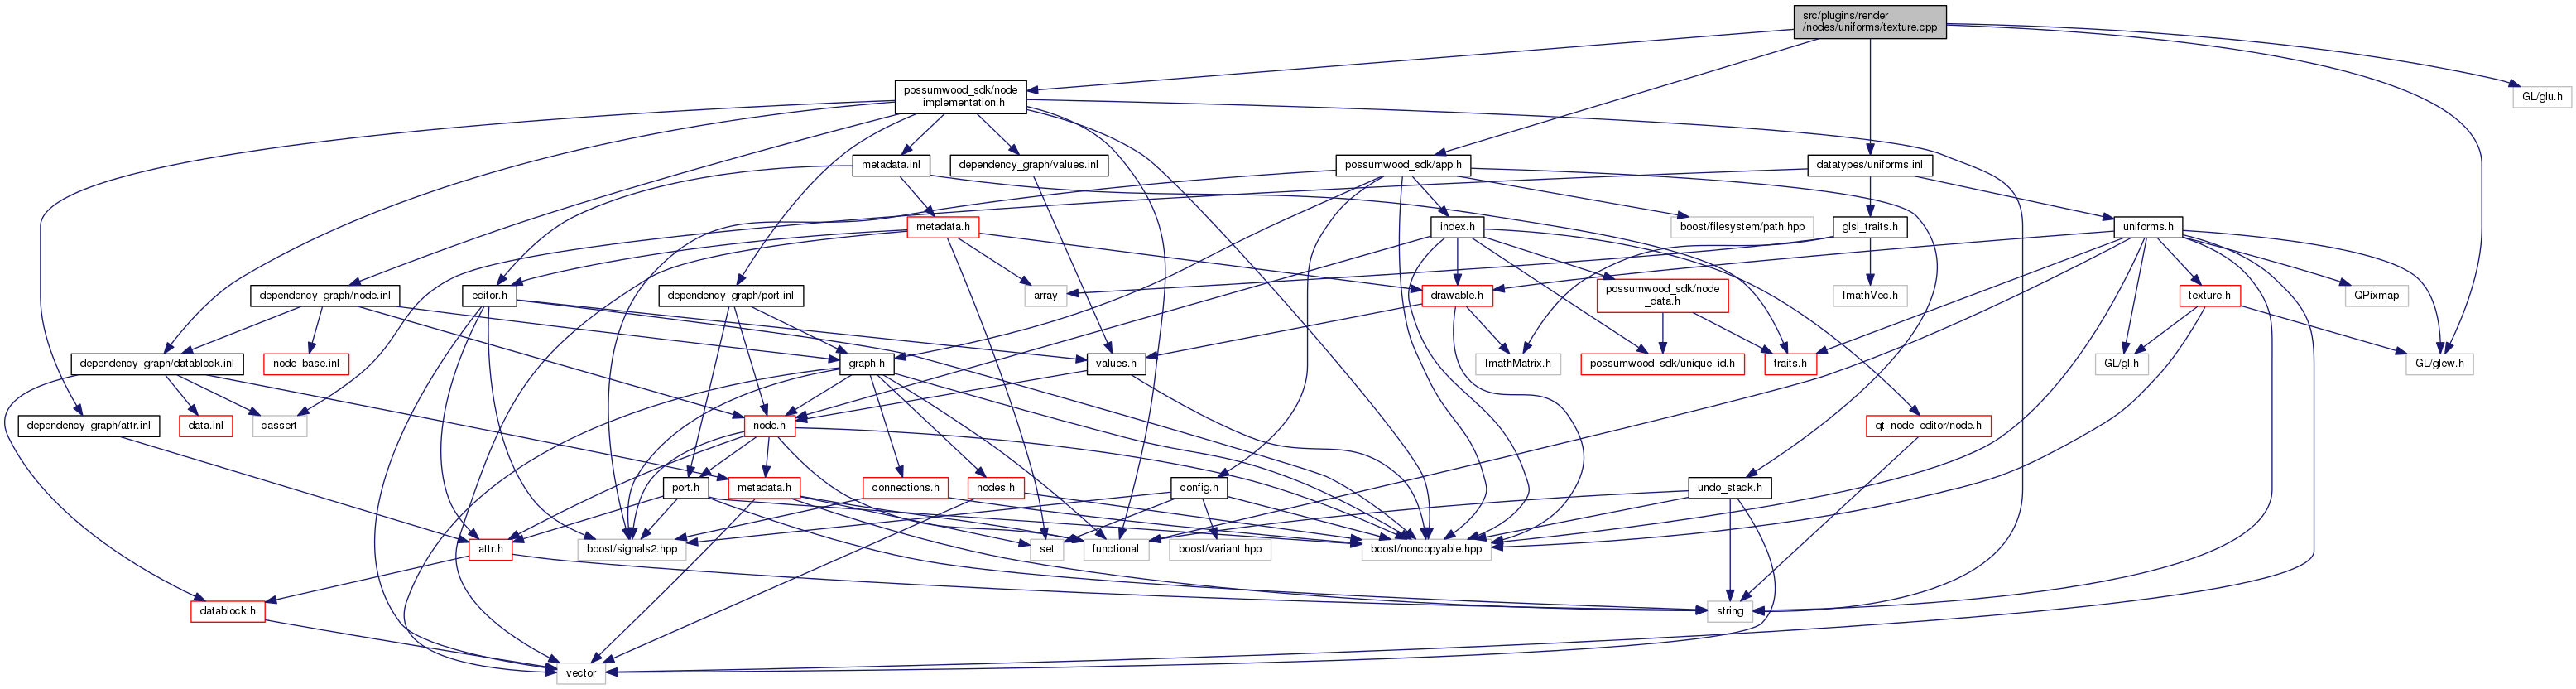 src/plugins/render
/nodes/uniforms/texture.cpp
possumwood_sdk/node
_implementation.h
GL/glu.h
metadata.inl
dependency_graph/values.inl
possumwood_sdk/app.h
datatypes/uniforms.inl
metadata.h
index.h
boost/filesystem/path.hpp
glsl_traits.h
uniforms.h
dependency_graph/node.inl
editor.h
dependency_graph/port.inl
array
drawable.h
possumwood_sdk/node
_data.h
ImathVec.h
texture.h
QPixmap
dependency_graph/datablock.inl
node_base.inl
graph.h
values.h
ImathMatrix.h
possumwood_sdk/unique_id.h
traits.h
GL/gl.h
GL/glew.h
dependency_graph/attr.inl
data.inl
cassert
node.h
qt_node_editor/node.h
port.h
metadata.h
connections.h
nodes.h
config.h
undo_stack.h
attr.h
boost/signals2.hpp
set
functional
boost/variant.hpp
boost/noncopyable.hpp
datablock.h
string
vector